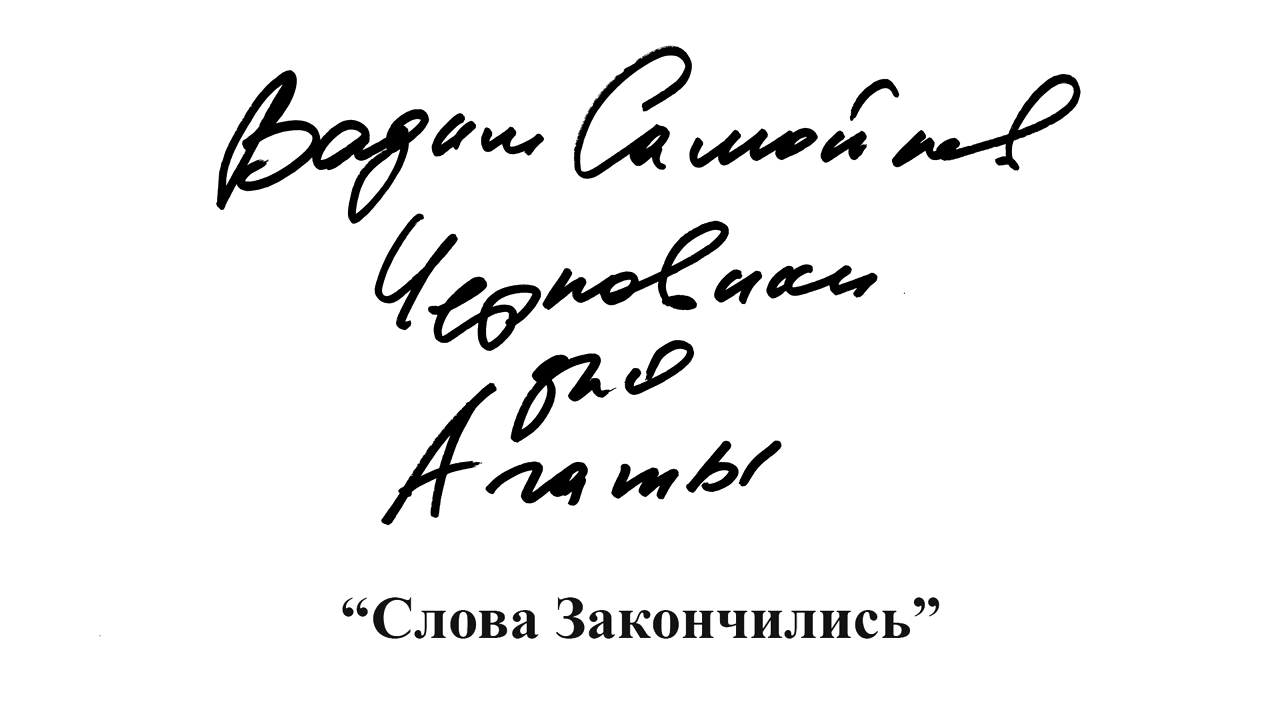 Вадим Самойлов
Черновики
для
Агаты
“Слова Закончились”